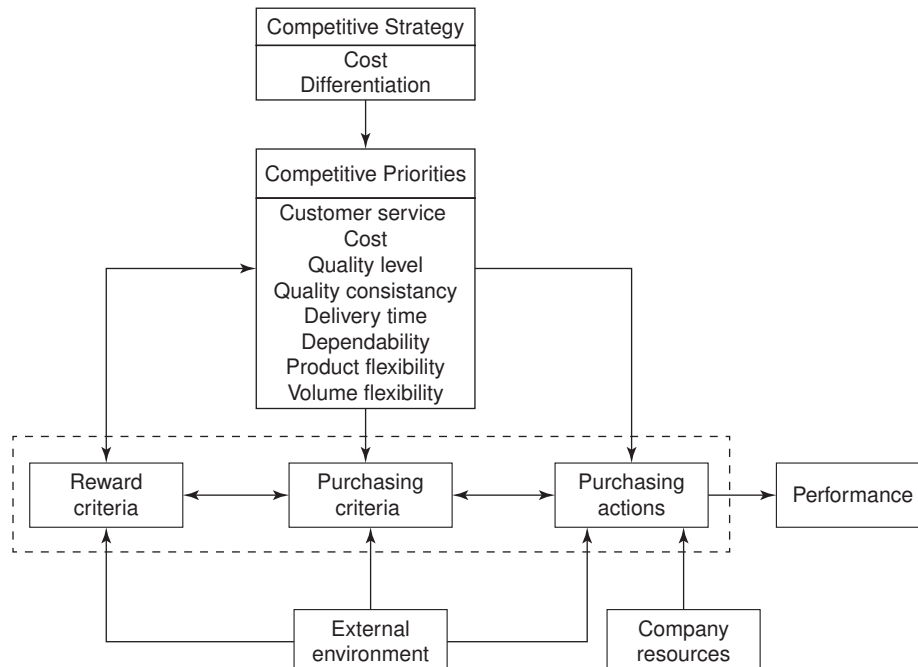 Competitive Strategy
Cost
Differentiation
Competitive Priorities
Customer service
Cost
Quality level
Quality consistancy
Delivery time
Dependability
Product flexibility
Volume flexibility
Reward
criteria
Purchasing
criteria
Purchasing
actions
Performance
External
environment
Company
resources